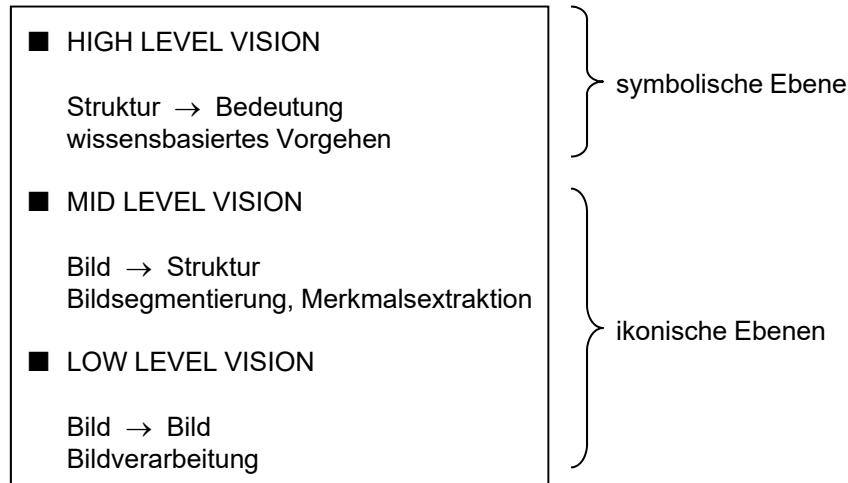 ■ HIGH LEVEL VISION
Struktur → Bedeutung
wissensbasiertes Vorgehen
symbolische Ebene
■ MID LEVEL VISION
Bild → Struktur
Bildsegmentierung, Merkmalsextraktion
ikonische Ebenen
■ LOW LEVEL VISION
Bild → Bild
Bildverarbeitung